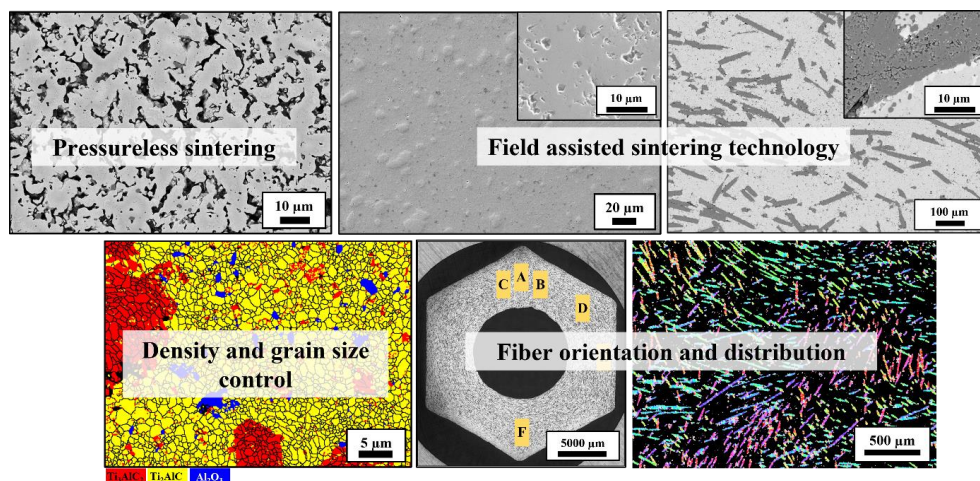 10 µm
10 µm
Pressureless sintering
Field assisted sintering technology
10 µm
20 µm
100 µm
C A B
D
Density and grain size
control
Fiber orientation and distribution
F
5 µm
5000 µm
500 µm
Ti₂AlC Al₂O₃